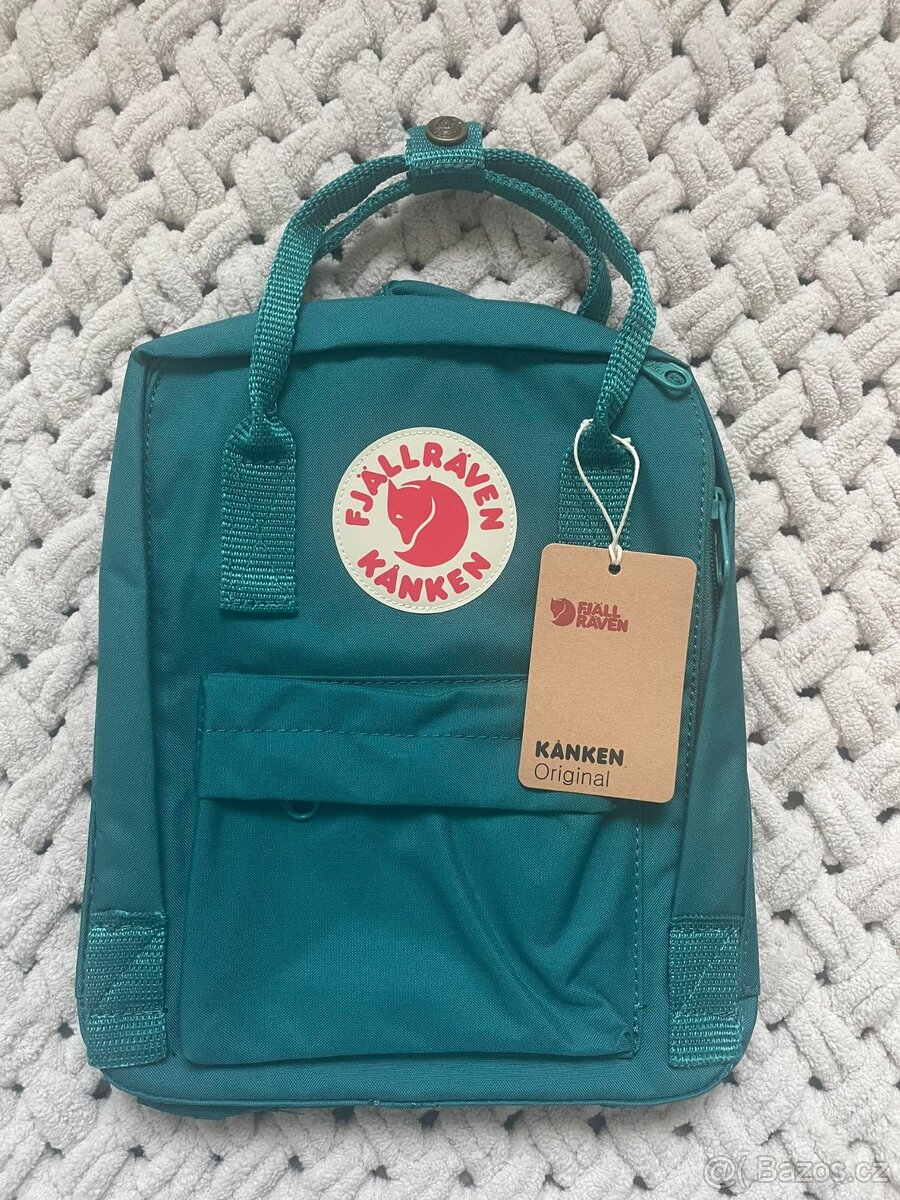 FJÄLLRÄVEN
KÅNKEN
FJÄLL
RÄVEN
KÅNKEN
Original
@( Bazos.cz